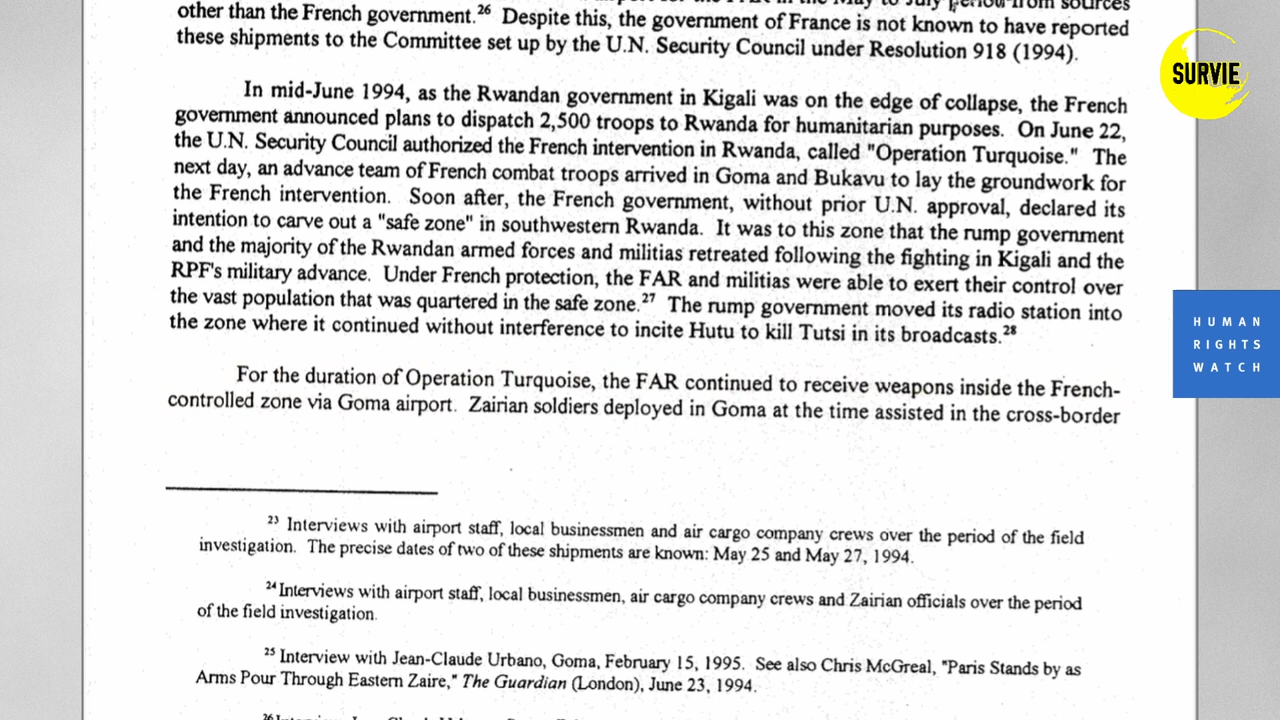 other than the French government.26 Despite this, the government of France is not known to have reported
these shipments to the Committee set up by the U.N. Security Council under Resolution 918 (1994).
In mid-June 1994, as the Rwandan government in Kigali was on the edge of collapse, the French
government announced plans to dispatch 2,500 troops to Rwanda for humanitarian purposes. On June 22,
the U.N. Security Council authorized the French intervention in Rwanda, called "Operation Turquoise." The
next day, an advance team of French combat troops arrived in Goma and Bukavu to lay the groundwork for
the French intervention. Soon after, the French government, without prior U.N. approval, declared its
intention to carve out a "safe zone" in southwestern Rwanda. It was to this zone that the rump government
and the majority of the Rwandan armed forces and militias retreated following the fighting in Kigali and the
RPF's military advance. Under French protection, the FAR and militias were able to exert their control over
the vast population that was quartered in the safe zone.27 The rump government moved its radio station into
the zone where it continued without interference to incite Hutu to kill Tutsi in its broadcasts.28
For the duration of Operation Turquoise, the FAR continued to receive weapons inside the French-
controlled zone via Goma airport. Zairian soldiers deployed in Goma at the time assisted in the cross-border
23 Interviews with airport staff, local businessmen and air cargo company crews over the period of the field
investigation. The precise dates of two of these shipments are known: May 25 and May 27, 1994.
24 Interviews with airport staff, local businessmen, air cargo company crews and Zairian officials over the period
of the field investigation.
25 Interview with Jean-Claude Urbano, Goma, February 15, 1995. See also Chris McGreal, "Paris Stands by as
Arms Pour Through Eastern Zaire," The Guardian (London), June 23, 1994.
SURVIE
HUMAN
RIGHTS
WATCH